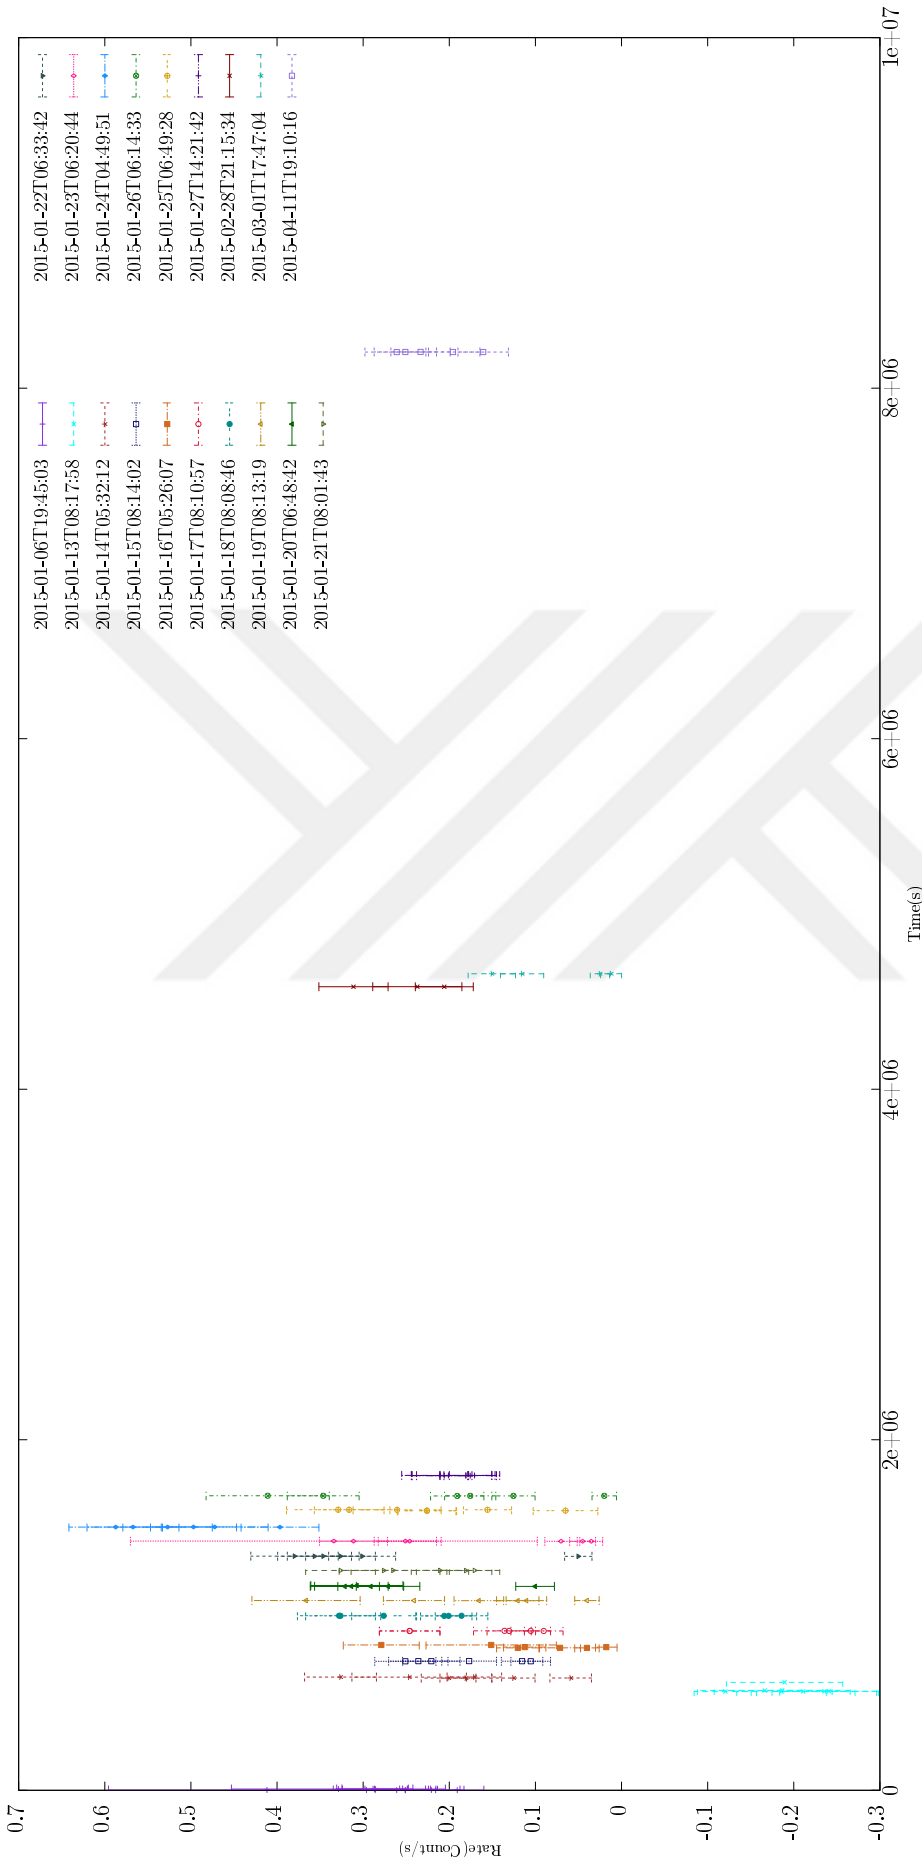 2015-01-06T19:45:03
2015-01-13T08:17:58
2015-01-14T05:32:12
2015-01-15T08:14:02
2015-01-16T05:26:07
2015-01-17T08:10:57
2015-01-18T08:08:46
2015-01-19T08:13:19
2015-01-20T06:48:42
2015-01-21T08:01:43
2015-01-22T06:33:42
2015-01-23T06:20:44
2015-01-24T04:49:51
2015-01-26T06:14:33
2015-01-25T06:49:28
2015-01-27T14:21:42
2015-02-28T21:15:34
2015-03-01T17:47:04
2015-04-11T19:10:16
0.7
0.6
0.5
0.4
0.3
0.2
0.1
0
-0.1
-0.2
-0.3
Rate(Count/s)
0
2e+06
4e+06
6e+06
8e+06
1e+07
Time(s)